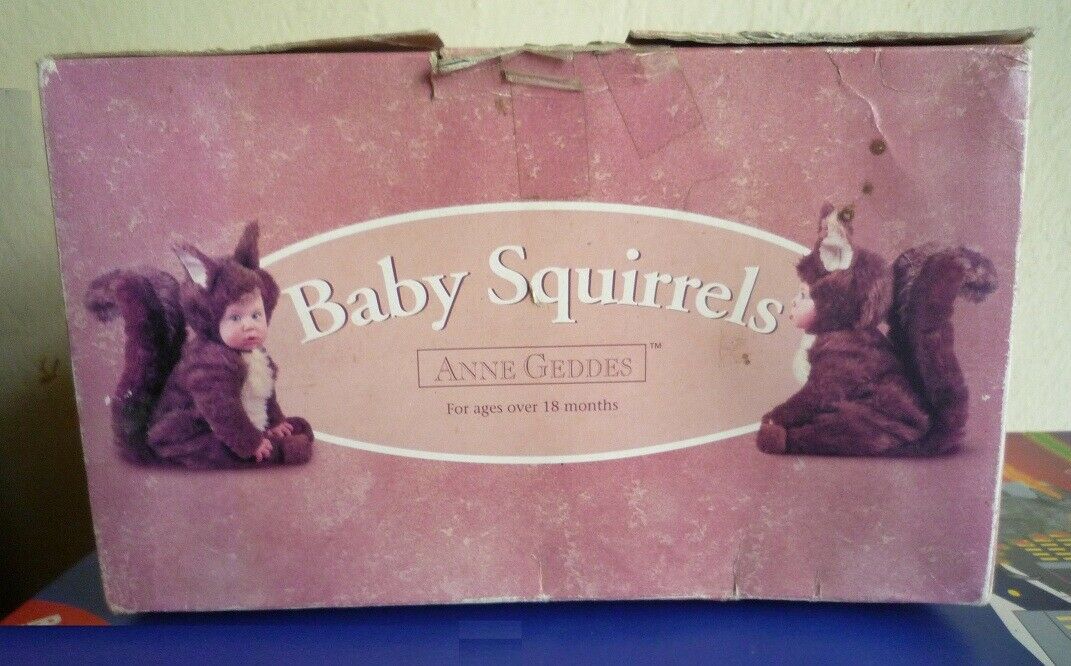 Baby Squirrels
ANNE GEDDES™
For ages over 18 months